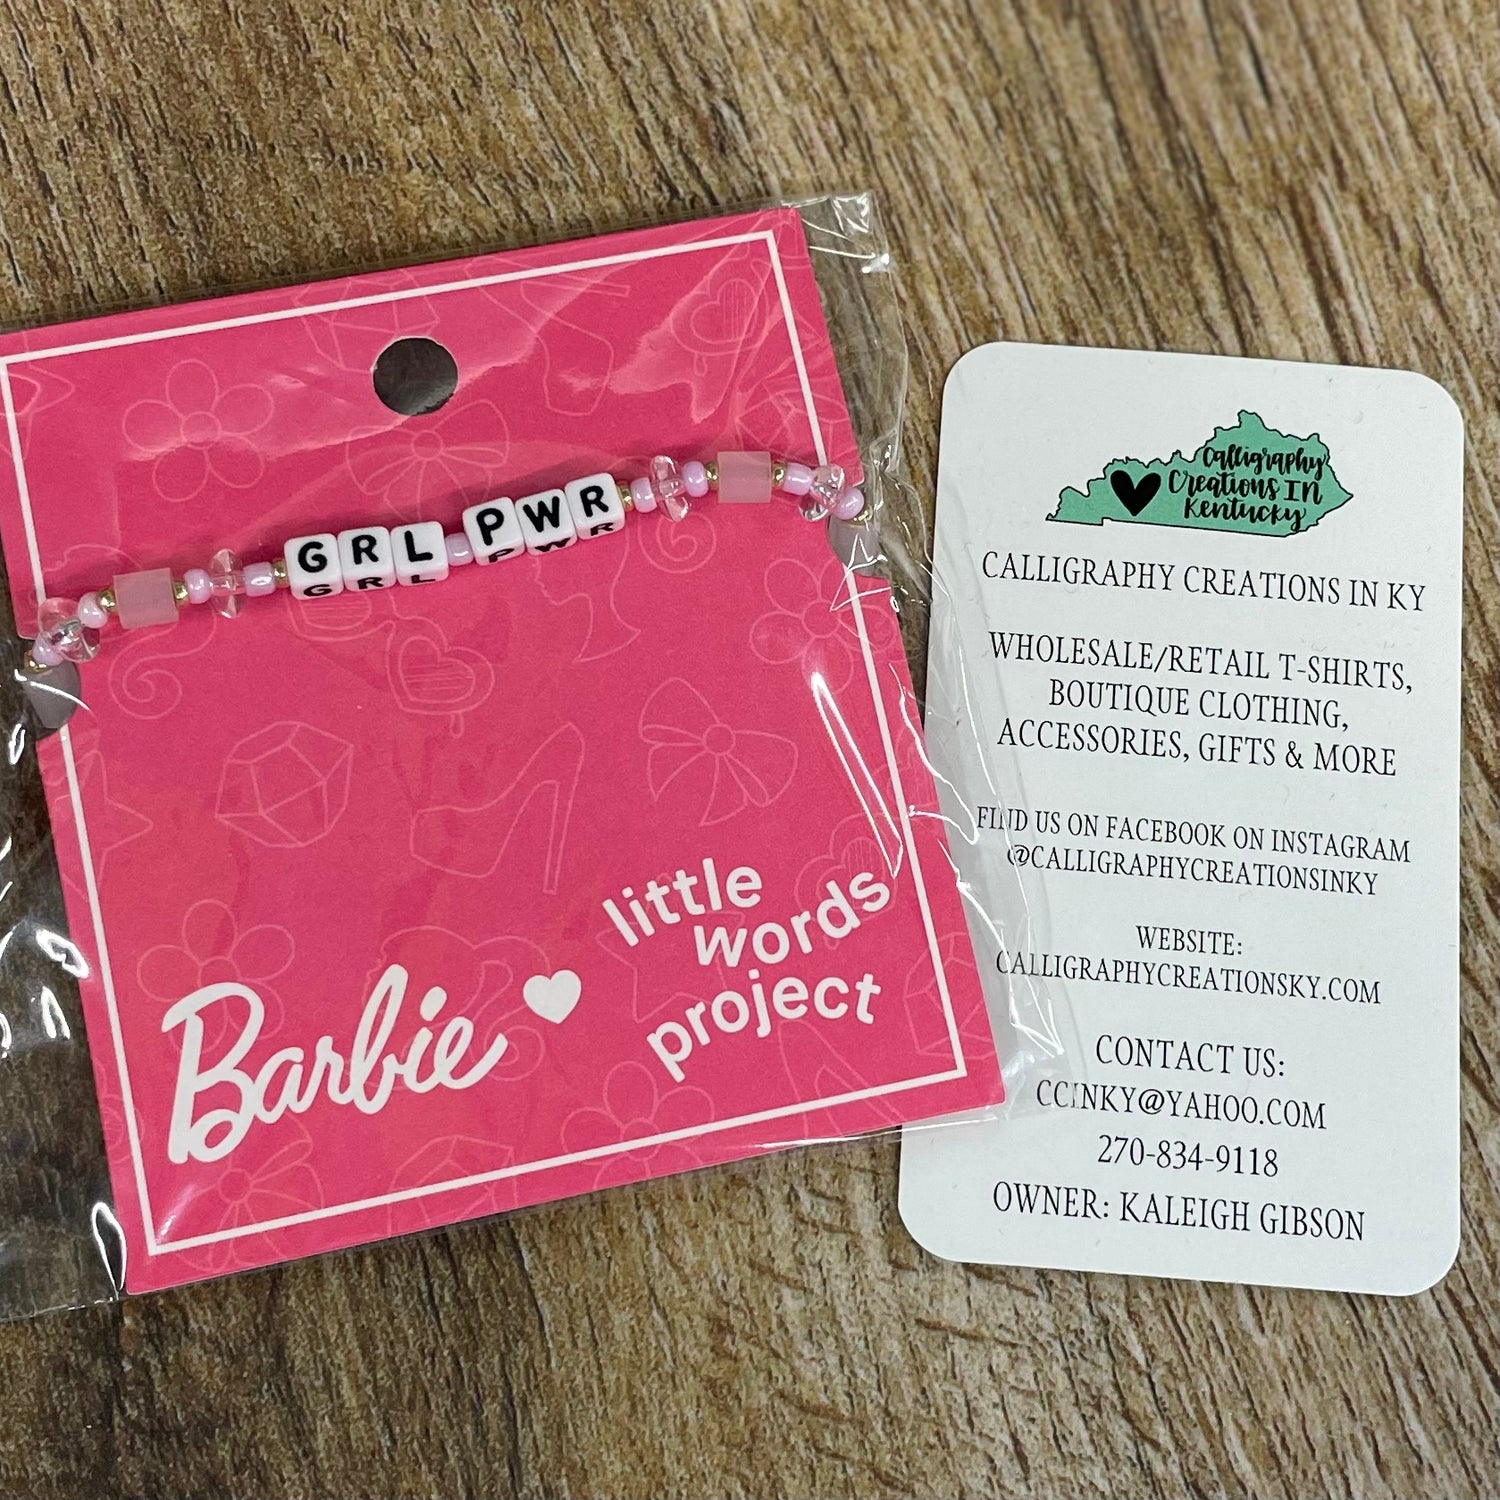 GRL PWR
Barbie
little
words
project
Calligraphy
Creations IN
Kentucky
CALLIGRAPHY CREATIONS IN KY
WHOLESALE/RETAIL T-SHIRTS,
BOUTIQUE CLOTHING,
ACCESSORIES, GIFTS & MORE
FIND US ON FACEBOOK ON INSTAGRAM
@CALLIGRAPHYCREATIONSINKY
WEBSITE:
CALLIGRAPHYCREATIONSKY.COM
CONTACT US:
CCINKY@YAHOO.COM
270-834-9118
OWNER: KALEIGH GIBSON